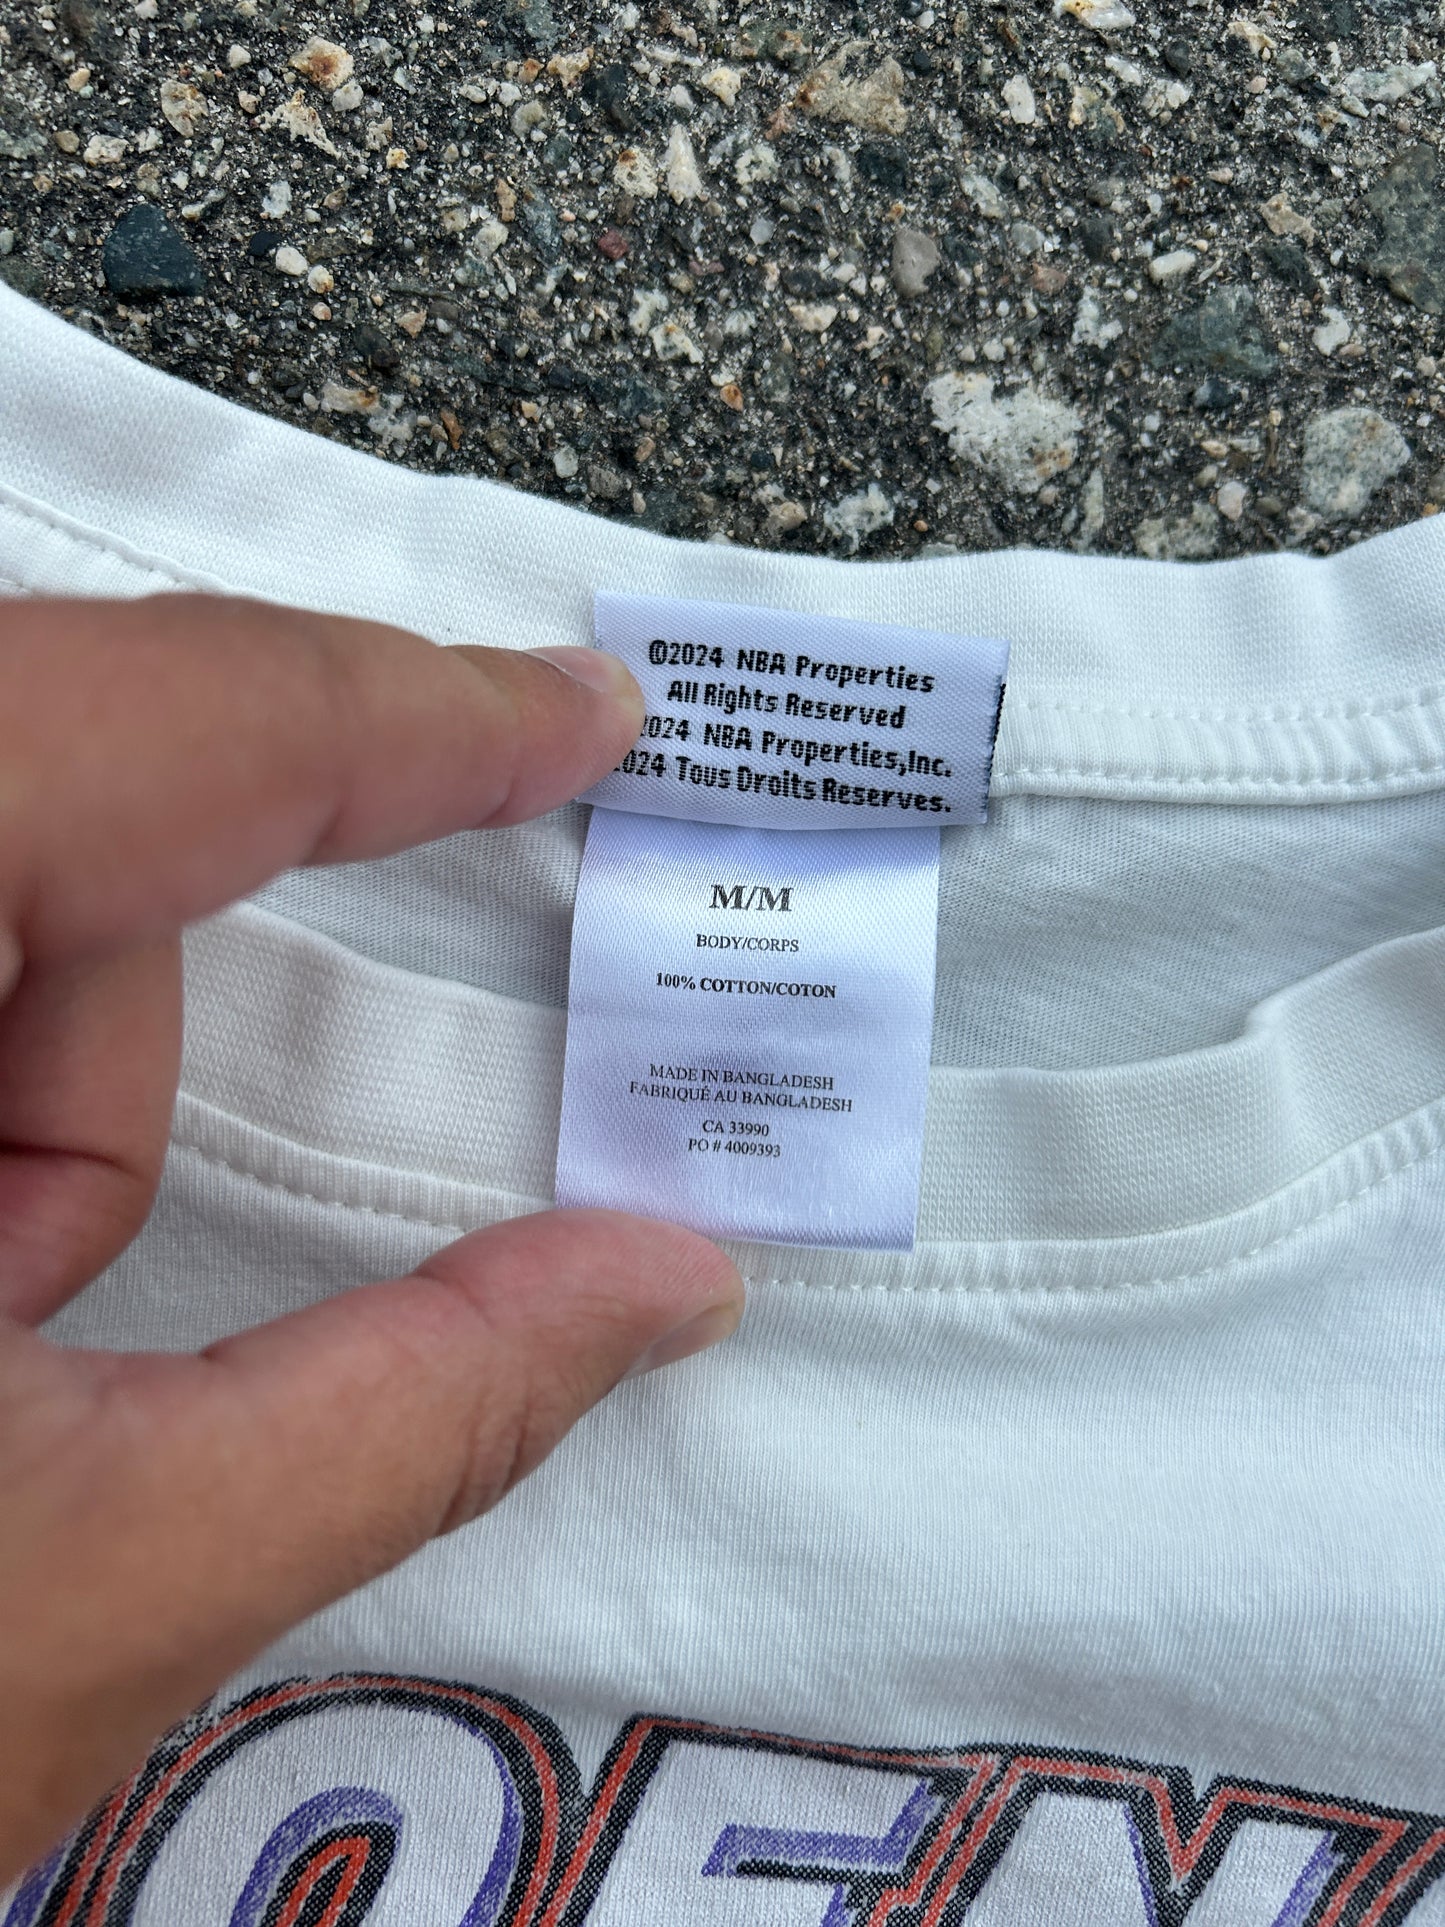 ©2024 NBA Properties
All Rights Reserved
2024 NBA Properties,Inc.
2024 Tous Droits Reserves.
M/M
BODY/CORPS
100% COTTON/COTON
MADE IN BANGLADESH
FABRIQUÉ AU BANGLADESH
CA 33990
PO # 4009393